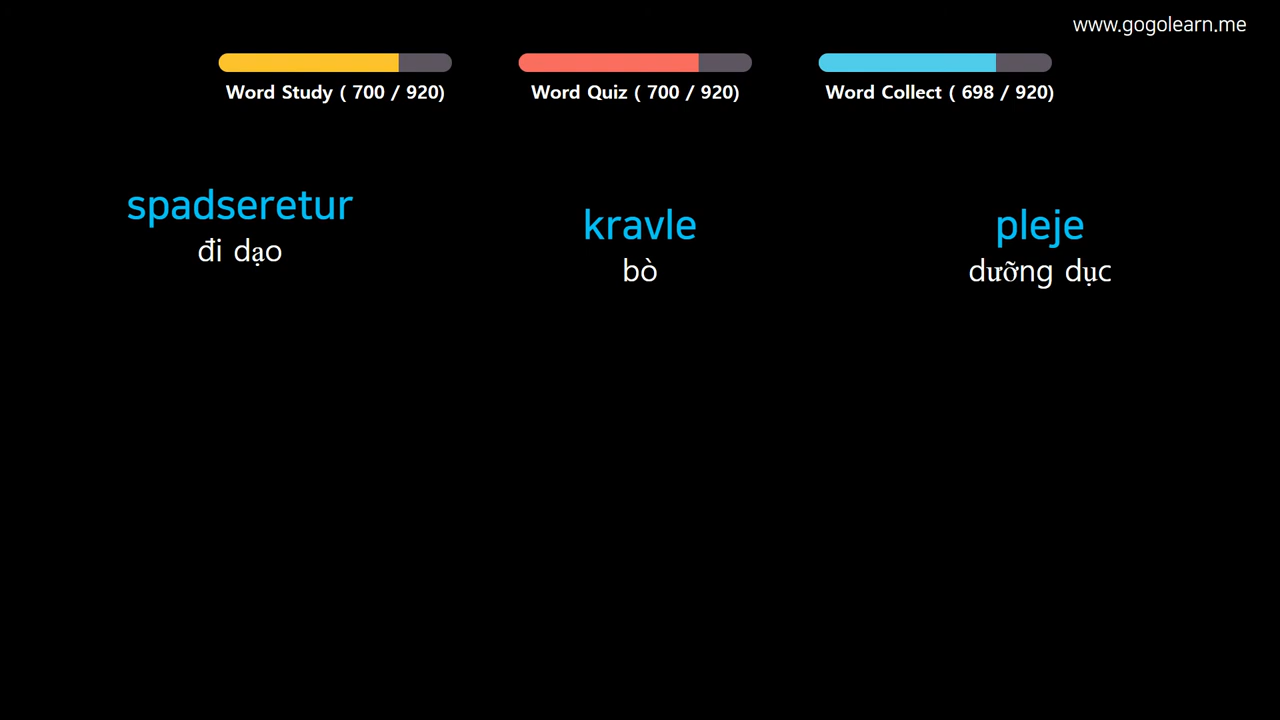 www.gogolearn.me
Word Study ( 700 / 920)
Word Quiz ( 700 / 920)
Word Collect ( 698 / 920)
spadseretur
đi dạo
kravle
bò
pleje
dưỡng dục